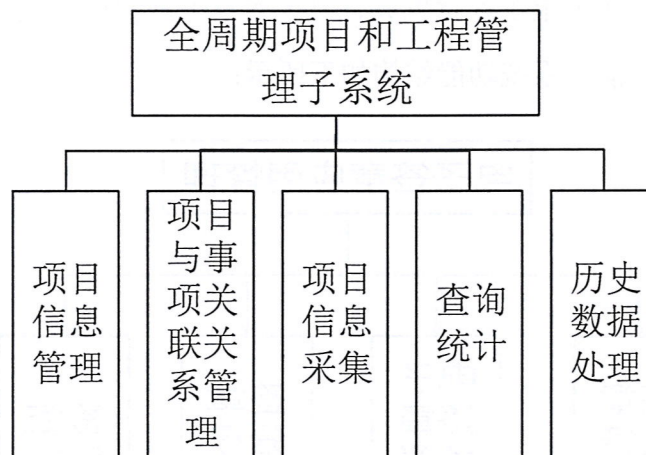 全周期项目和工程管
理子系统
项目
信息
管理
项目
与事
项关
联关
系管
理
项目
信息
采集
查询
统计
历史
数据
处理